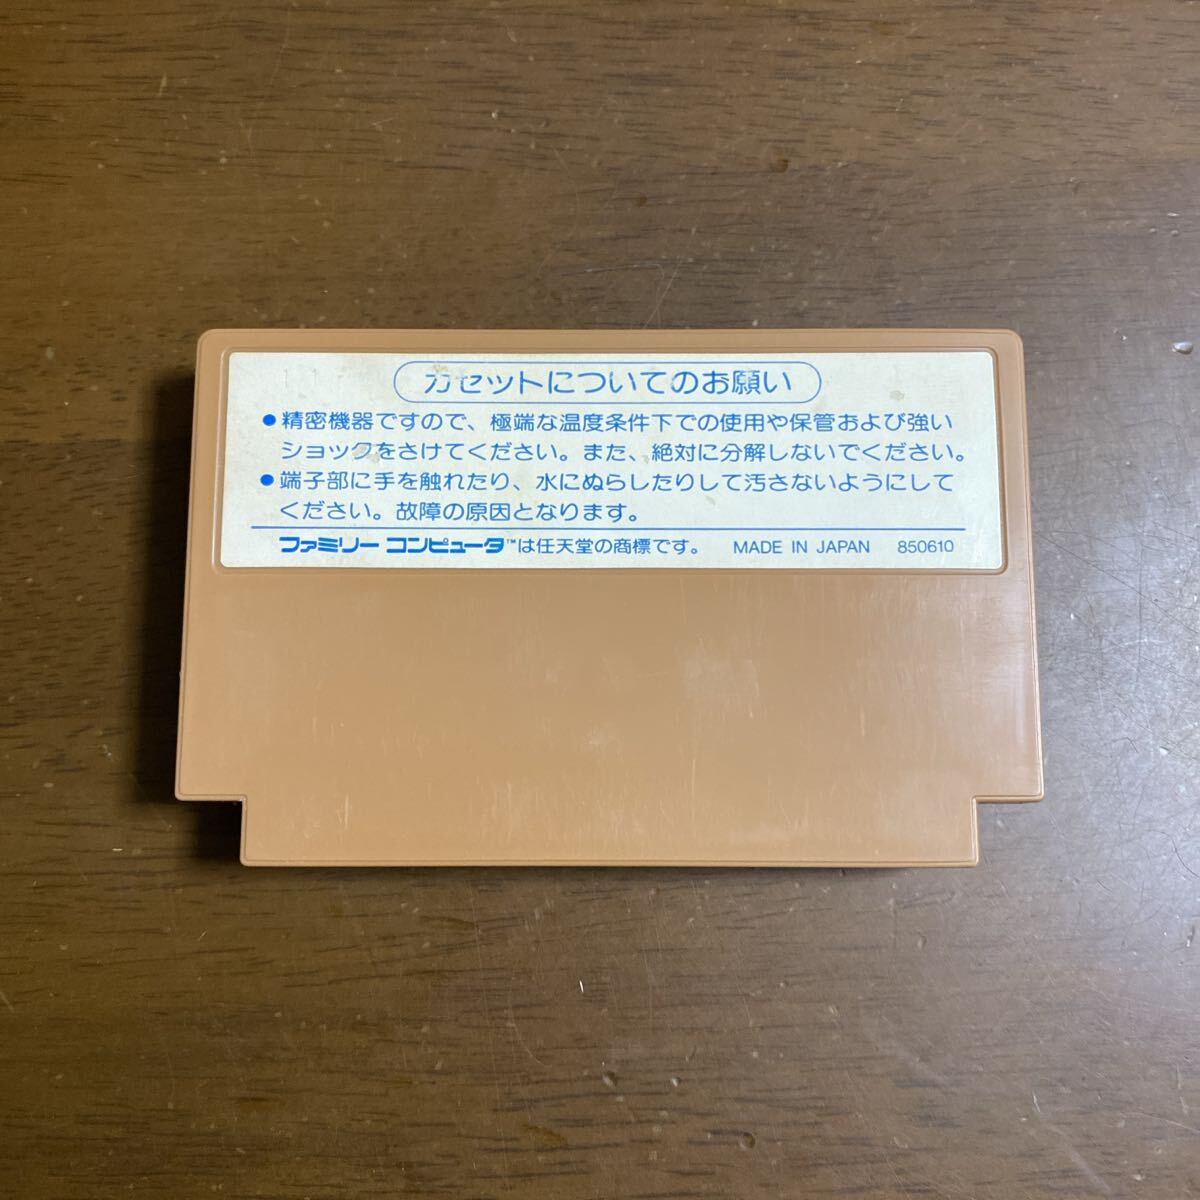 カセットについてのお願い
●精密機器ですので、極端な温度条件下での使用や保管および強い
ショックをさけてください。また、絶対に分解しないでください。
●端子部に手を触れたり、水にぬらしたりして汚さないようにして
ください。故障の原因となります。
ファミリー コンピュータ™は任天堂の商標です。 MADE IN JAPAN 850610